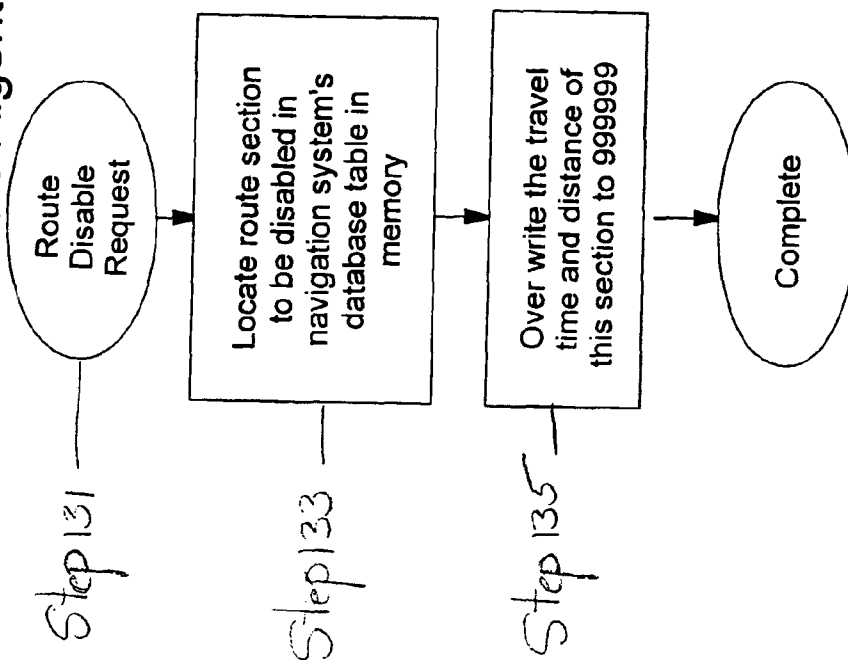 Route
Disable
Request
Step 131
Locate route section
to be disabled in
navigation system's
database table in
memory
Step 133
Over write the travel
time and distance of
this section to 999999
Step 135
Complete